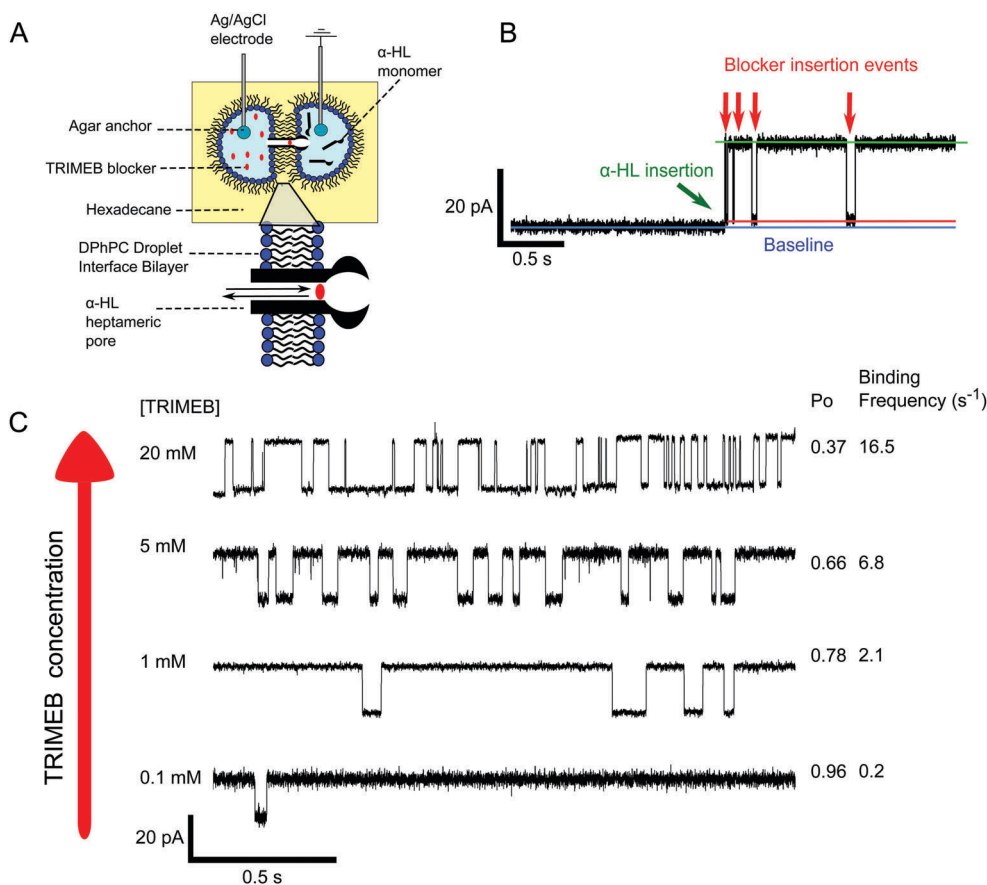 A
Ag/AgCl
electrode
α-HL
monomer
Agar anchor
TRIMEB blocker
Hexadecane
DPhPC Droplet
Interface Bilayer
α-HL
heptameric
pore
B
Blocker insertion events
α-HL insertion
20 pA
Baseline
0.5 s
C
TRIMEB concentration
[TRIMEB]
Po
Binding
Frequency (s-1)
20 mM
0.37
16.5
5 mM
0.66
6.8
1 mM
0.78
2.1
0.1 mM
0.96
0.2
20 pA
0.5 s